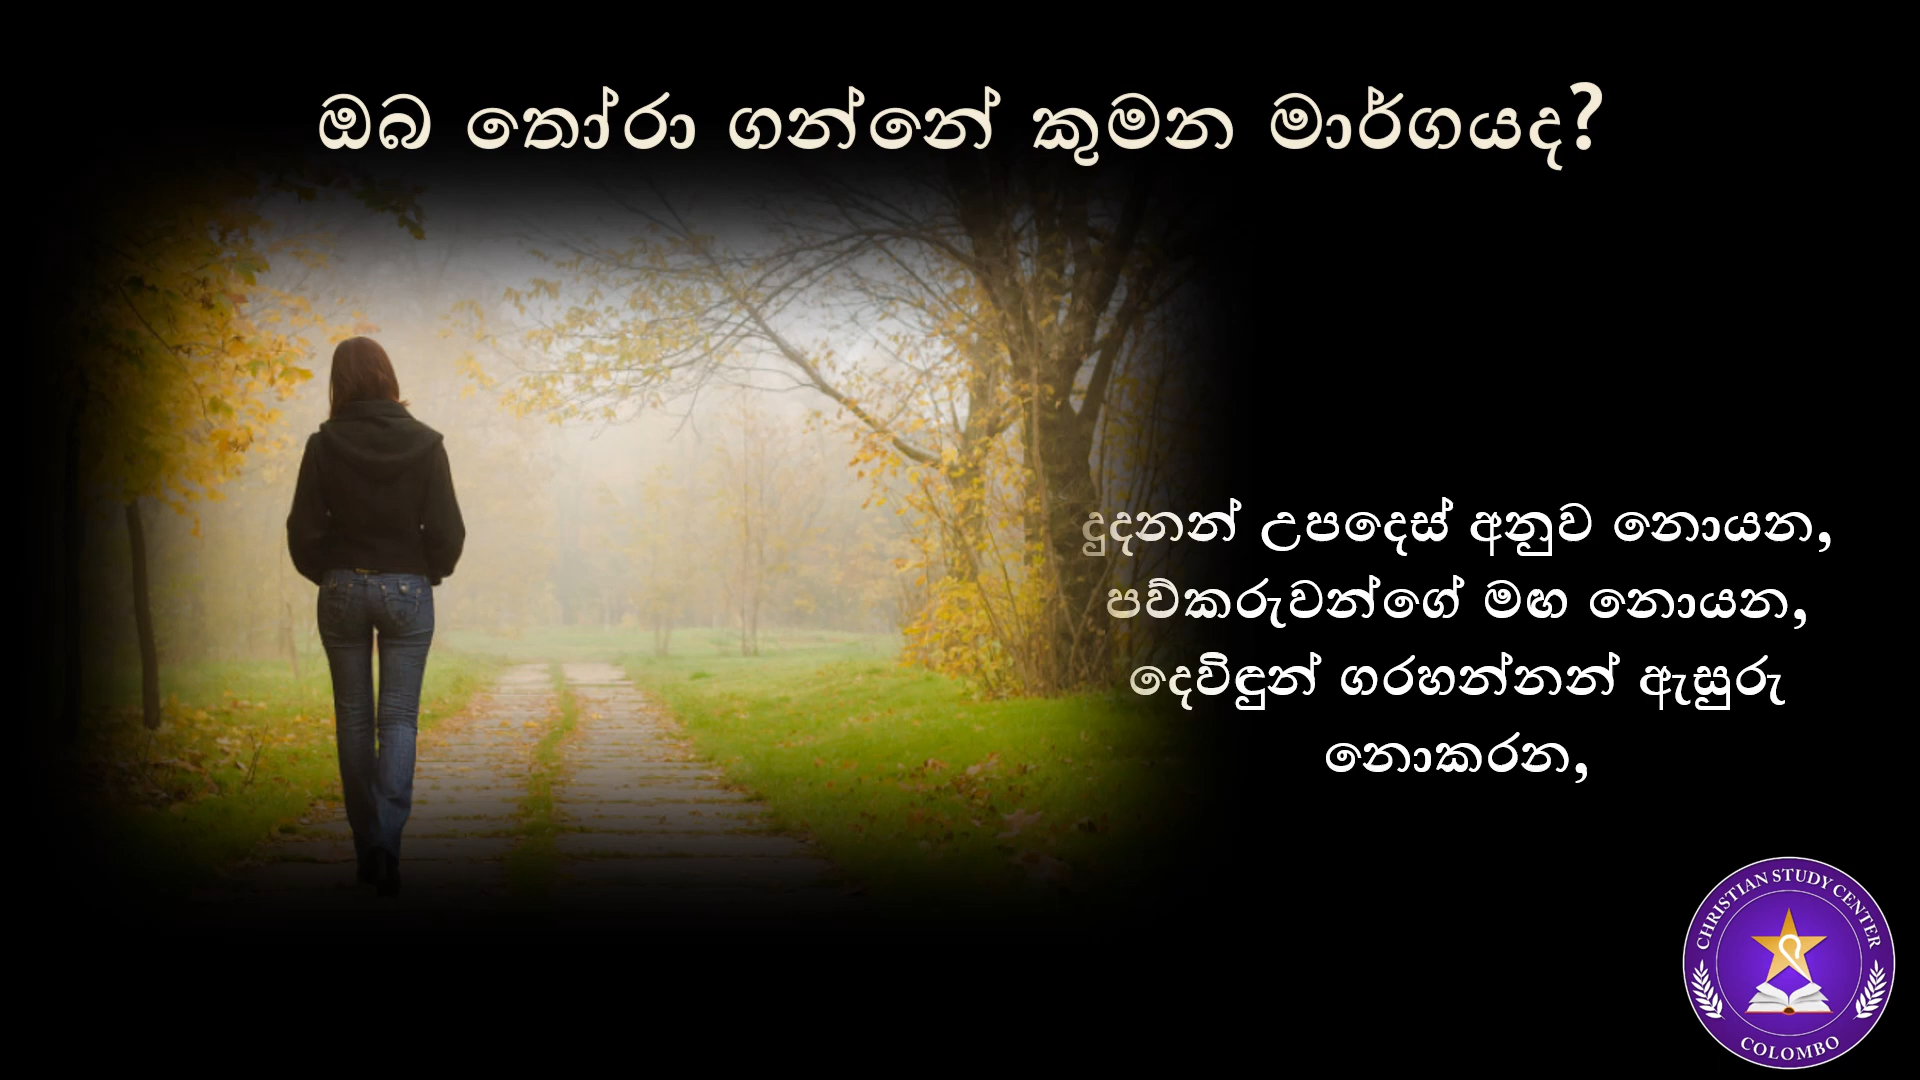 ඔබ තෝරා ගන්නේ කුමන මාර්ගයද?
දුදනන් උපදෙස් අනුව නොයන,
පව්කරුවන්ගේ මඟ නොයන,
දෙවිඳුන් ගරහන්නන් ඇසුරු
නොකරන,
CHRISTIAN STUDY CENTER
COLOMBO